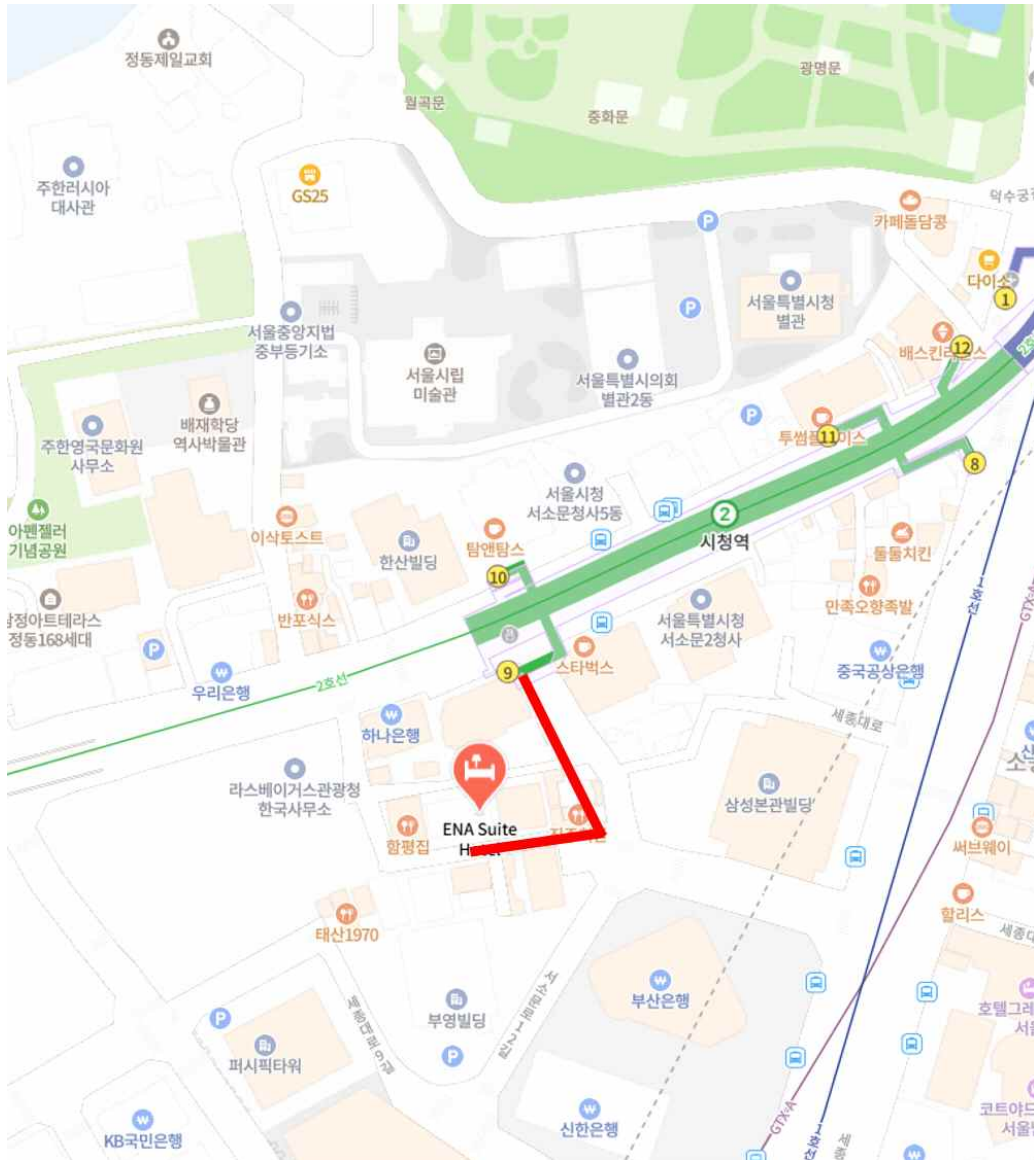 정동제일교회
월곡문
중화문
광명문
주한러시아
대사관
GS25
카페돌담콩
덕수궁
다이소
1
서울중앙지법
중부등기소
서울시립
미술관
서울특별시청
별관
서울특별시의회
별관2동
배스킨
12
배재학당
역사박물관
주한영국문화원
사무소
투썸
11
8
서울시청
서소문청사5동
2
시청역
아펜젤러
기념공원
이삭토스트
한산빌딩
탐앤탐스
10
둘둘치킨
1호선
GTX-A
반포식스
만족오향족발
서울특별시청
서소문2청사
정아트테라스
정동168세대
우리은행
2호선
9
스타벅스
중국공상은행
세종대로
하나은행
라스베이거스관광청
한국사무소
삼성본관빌딩
ENA Suite
함평집
써브웨이
할리스
태산1970
세종대로9길
서소문로12길
부영빌딩
부산은행
퍼시픽타워
호텔그레
신한은행
KB국민은행
GTX-A
1호선
코트야드